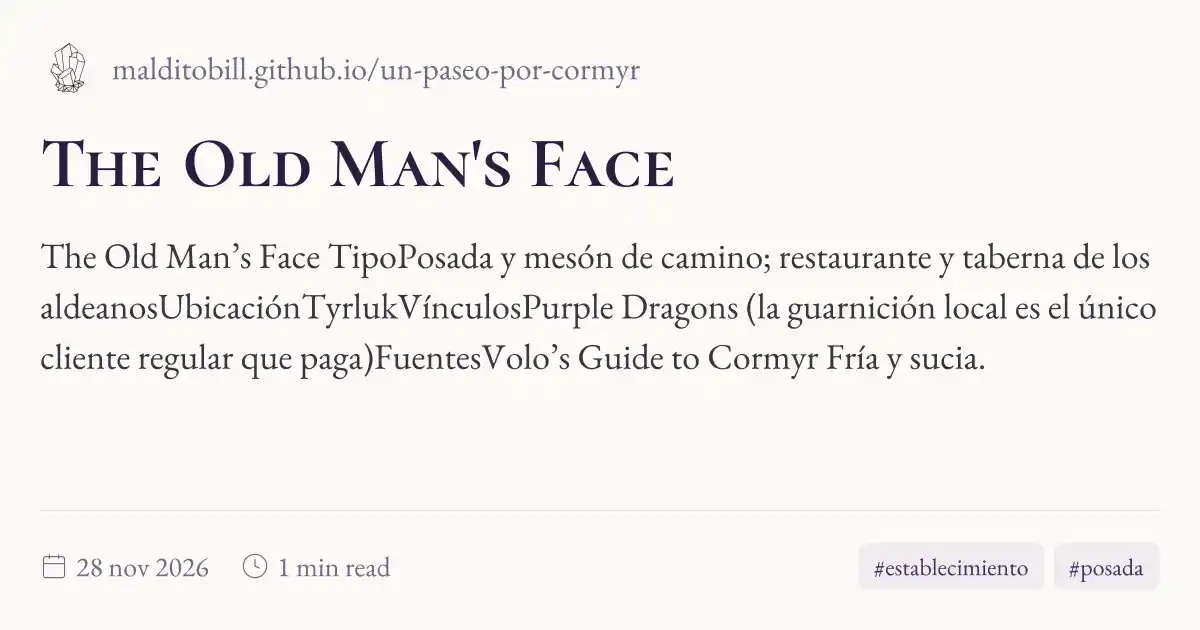 malditobill.github.io/un-paseo-por-cormyr
The Old Man's Face
The Old Man’s Face TipoPosada y mesón de camino; restaurante y taberna de los
aldeanosUbicaciónTyrlukVínculosPurple Dragons (la guarnición local es el único
cliente regular que paga)FuentesVolo’s Guide to Cormyr Fría y sucia.
28 nov 2026
1 min read
#establecimiento
#posada